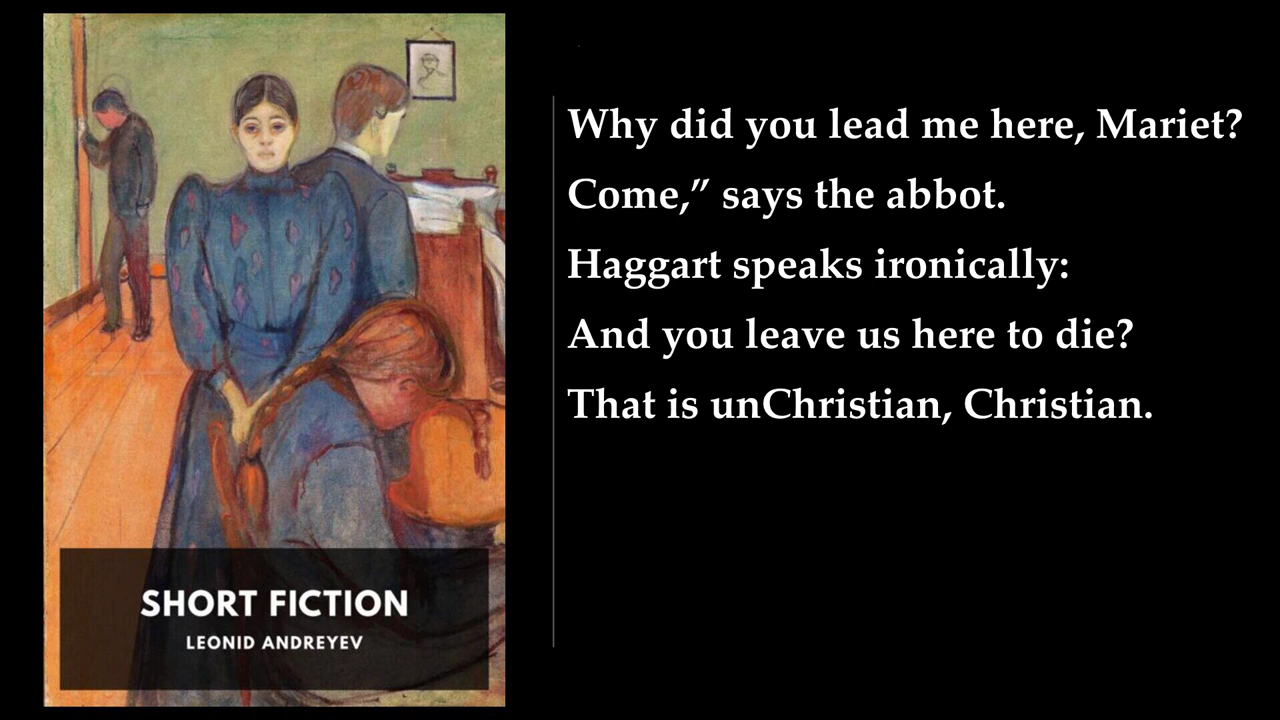 SHORT FICTION
LEONID ANDREYEV
Why did you lead me here, Mariet?
Come,” says the abbot.
Haggart speaks ironically:
And you leave us here to die?
That is unChristian, Christian.